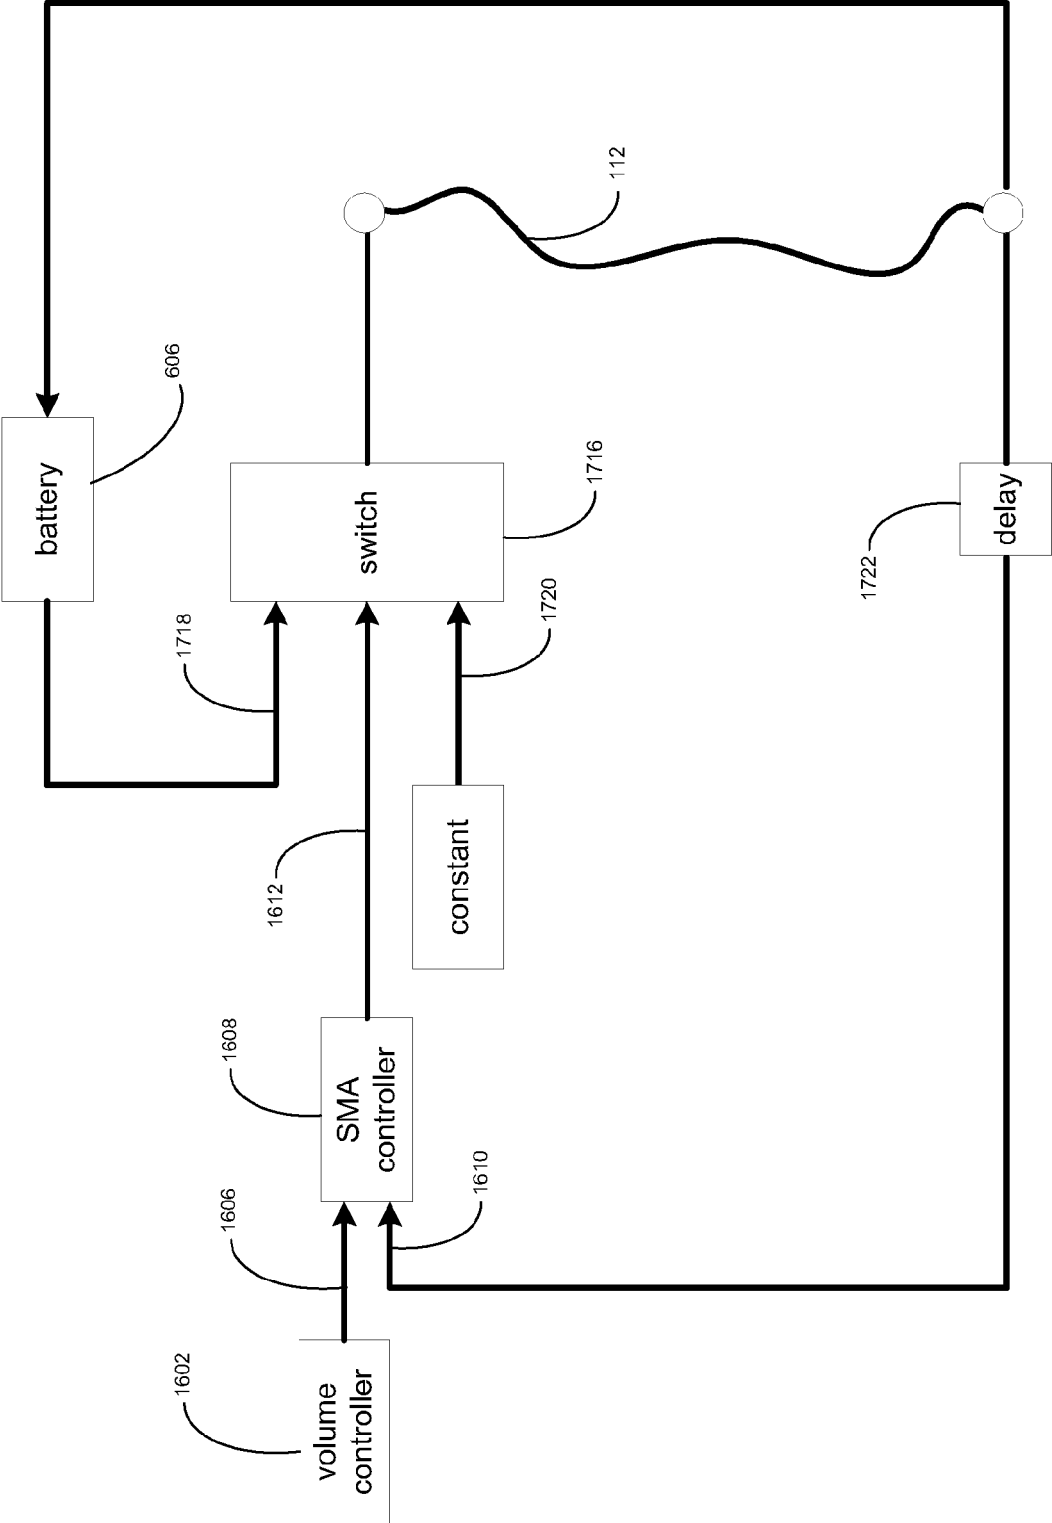 1602
volume
controller
1606
1610
1608
SMA
controller
1612
constant
1718
1720
battery
606
switch
1716
112
1722
delay